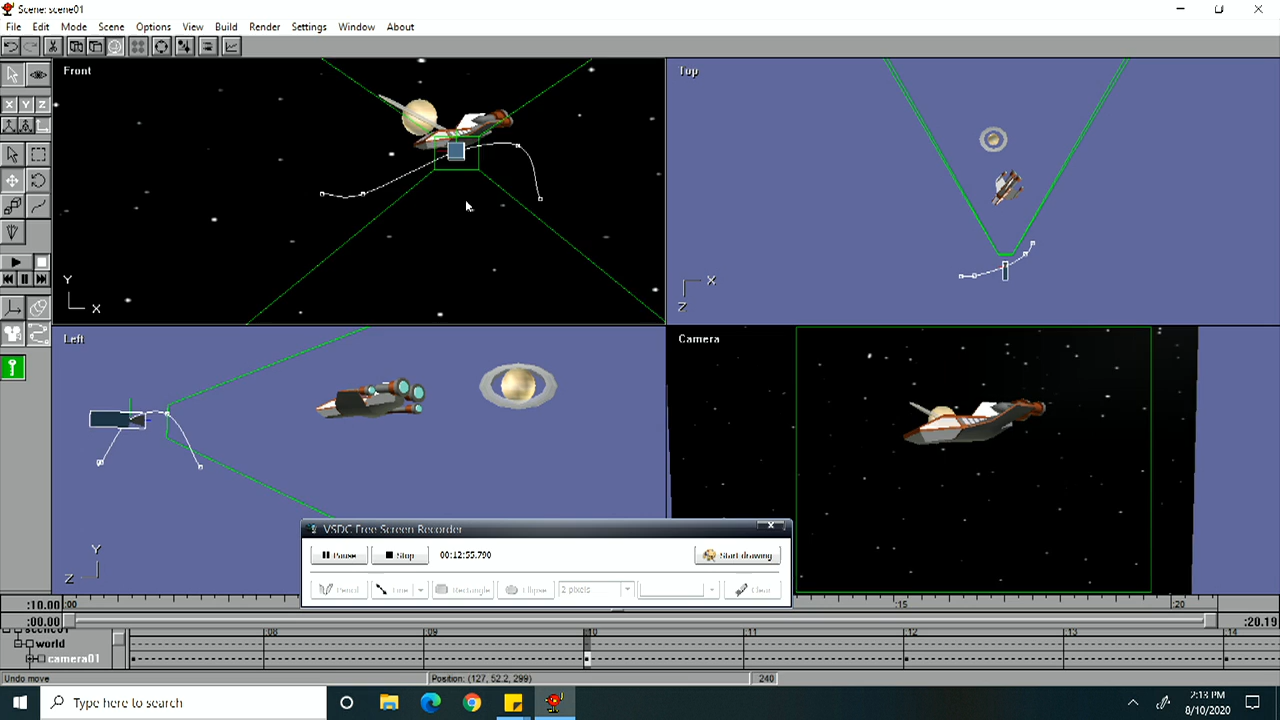 Scene: scene01
File Edit Mode Scene Options View Build Render Settings Window About
X Y Z
Front
Y
X
Top
X
Z
Left
Y
Z
Camera
VSDC Free Screen Recorder
Pause Stop 00:12:55.790 Start drawing
Pencil Line Rectangle Ellipse 2 pixels Clear
:10.00 :00 :15 :20
:00.00 :20.19
scene01 :08 :09 :10 :11 :12 :13 :14
world
camera01
Undo move Position: (127, 52.2, 299) 240
Type here to search
2:13 PM
8/10/2020